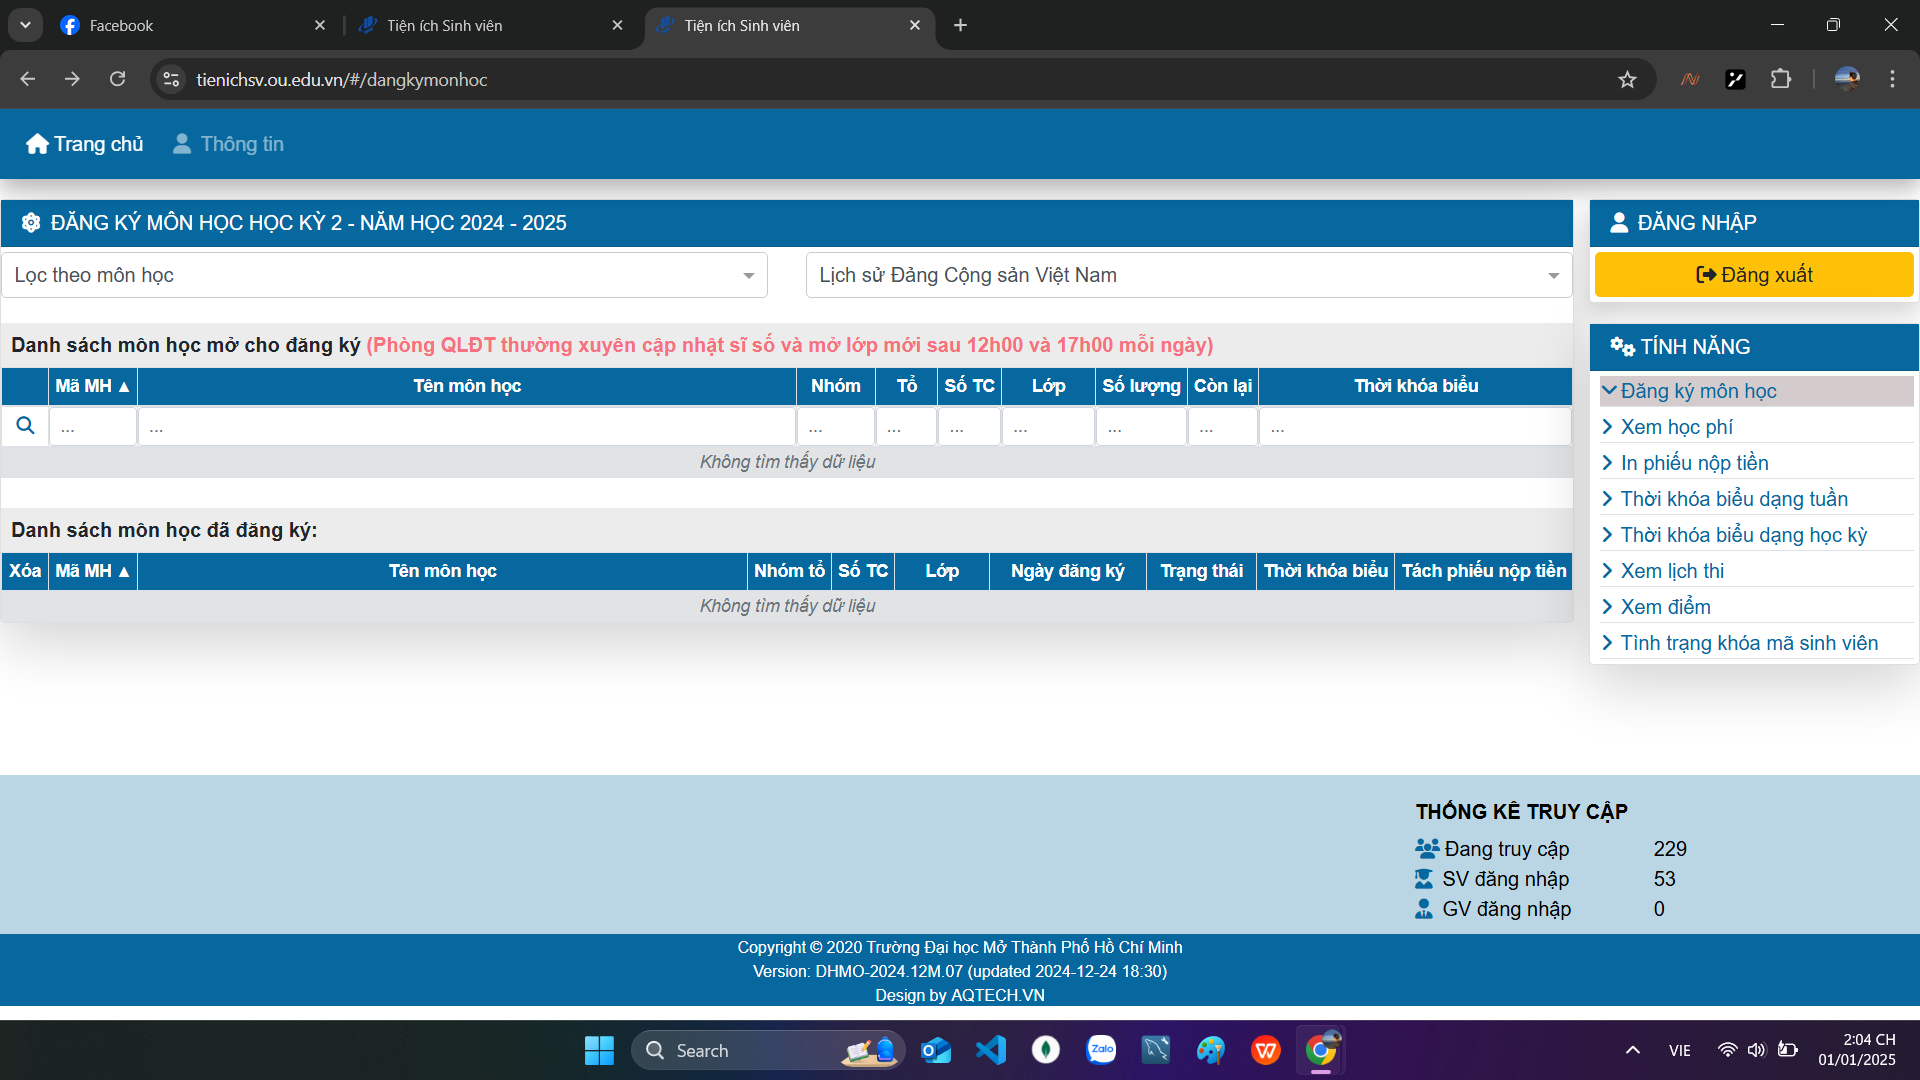 Facebook
Tiện ích Sinh viên
Tiện ích Sinh viên
tienichsv.ou.edu.vn/#/dangkymonhoc
Trang chủ
Thông tin
ĐĂNG KÝ MÔN HỌC HỌC KỲ 2 - NĂM HỌC 2024 - 2025
Lọc theo môn học
Lịch sử Đảng Cộng sản Việt Nam
Danh sách môn học mở cho đăng ký (Phòng QLĐT thường xuyên cập nhật sĩ số và mở lớp mới sau 12h00 và 17h00 mỗi ngày)
Mã MH ▲ Tên môn học Nhóm Tổ Số TC Lớp Số lượng Còn lại Thời khóa biểu
... ... ... ... ... ... ... ... ...
Không tìm thấy dữ liệu
Danh sách môn học đã đăng ký:
Xóa Mã MH ▲ Tên môn học Nhóm tổ Số TC Lớp Ngày đăng ký Trạng thái Thời khóa biểu Tách phiếu nộp tiền
Không tìm thấy dữ liệu
ĐĂNG NHẬP
Đăng xuất
TÍNH NĂNG
Đăng ký môn học
Xem học phí
In phiếu nộp tiền
Thời khóa biểu dạng tuần
Thời khóa biểu dạng học kỳ
Xem lịch thi
Xem điểm
Tình trạng khóa mã sinh viên
THỐNG KÊ TRUY CẬP
Đang truy cập 229
SV đăng nhập 53
GV đăng nhập 0
Copyright © 2020 Trường Đại học Mở Thành Phố Hồ Chí Minh
Version: DHMO-2024.12M.07 (updated 2024-12-24 18:30)
Design by AQTECH.VN
Search
Zalo
VIE
2:04 CH
01/01/2025